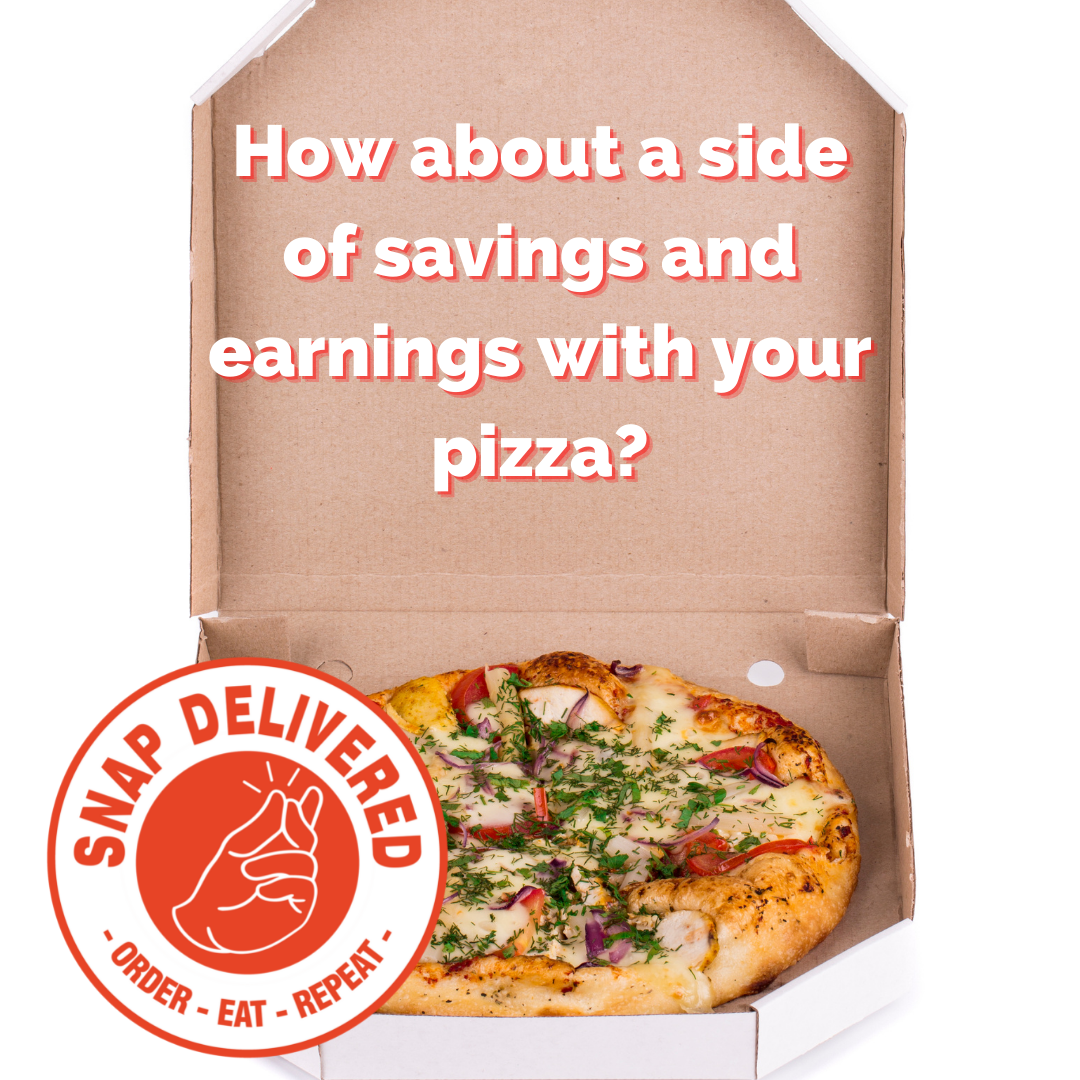 How about a side
of savings and
earnings with your
pizza?
SNAP DELIVERED
- ORDER - EAT - REPEAT -